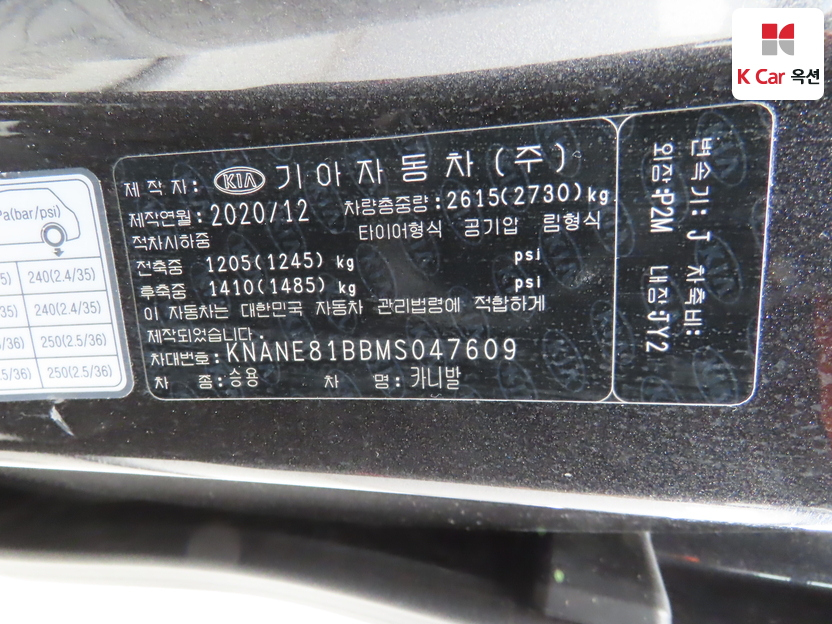 K Car 옥션
Pa(bar/psi)
240(2.4/35)
240(2.4/35)
250(2.5/36)
250(2.5/36)
제 작 자: KIA 기아자동차(주)
제작연월:2020/12 차량총중량:2615(2730)kg
적차시하중 타이어형식 공기압 림형식
전축중 1205(1245) kg psi
후축중 1410(1485) kg psi
이 자동차는 대한민국 자동차 관리법령에 적합하게
제작되었습니다.
차대번호:KNANE81BBMS047609
차 종:승용 차 명:카니발
변속기: J 차축비:
외장:P2M 내장:JY2